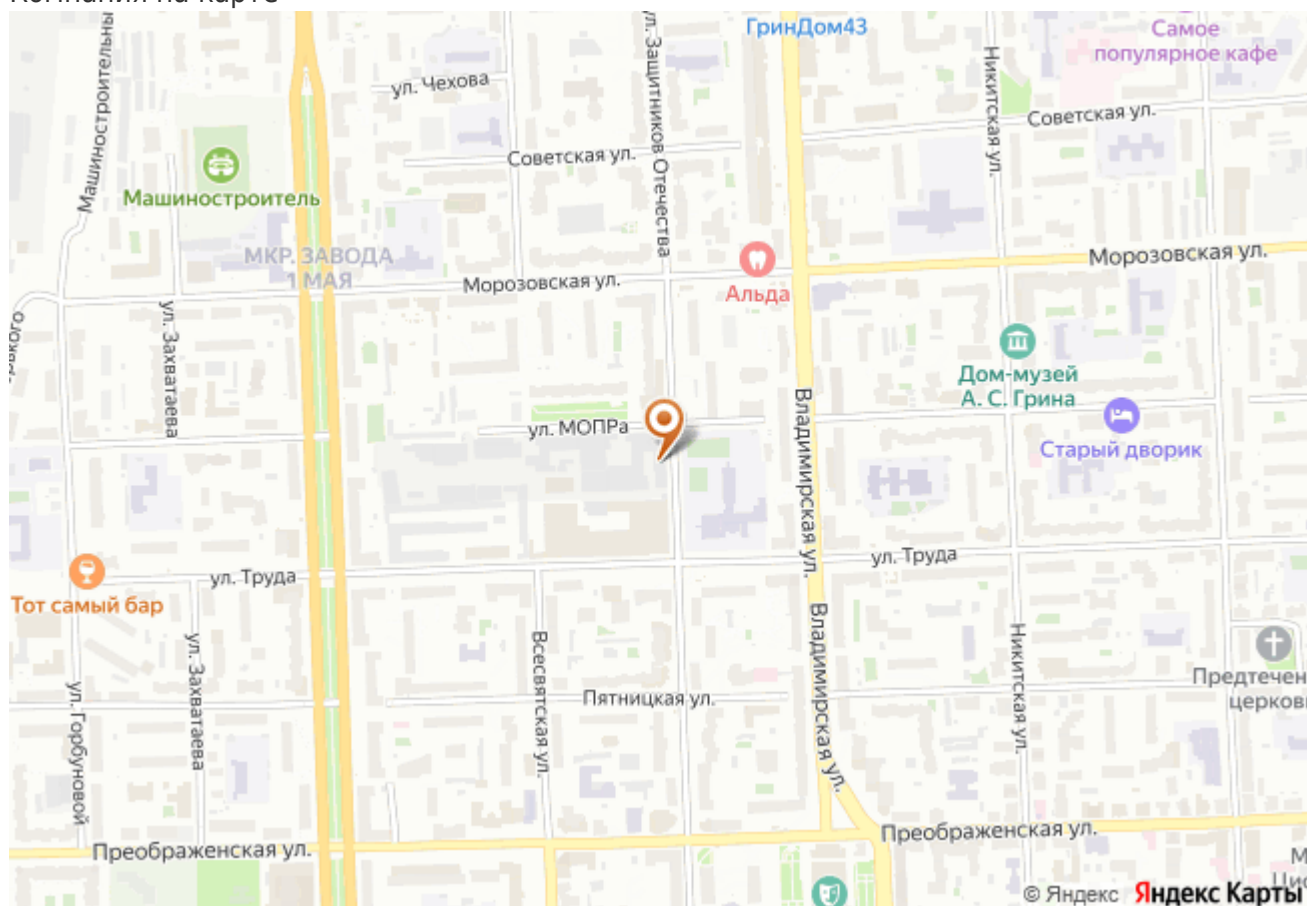 Компания на карте
ГринДом43
Самое
популярное кафе
ул. Защитников Отечества
Никитская ул.
ул. Чехова
Советская ул.
Советская ул.
Машиностроитель
МКР. ЗАВОДА
1 МАЯ
Морозовская ул.
Морозовская ул.
Альда
ул. Захватаева
Дом-музей
А. С. Грина
Старый дворик
ул. МОПРа
Владимирская ул.
ул. Труда
ул. Труда
Тот самый бар
Всесвятская ул.
ул. Захватаева
ул. Горбуновой
Пятницкая ул.
Владимирская ул.
Никитская ул.
Преображенская ул.
Преображенская ул.
© Яндекс Яндекс Карты